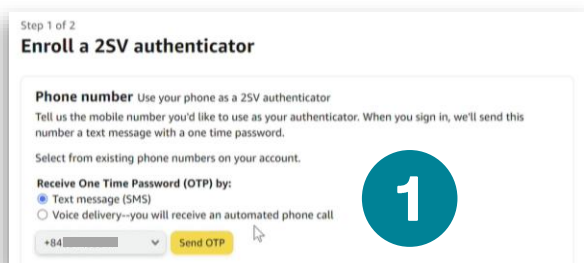 Step 1 of 2
Enroll a 2SV authenticator
Phone number Use your phone as a 2SV authenticator
Tell us the mobile number you'd like to use as your authenticator. When you sign in, we'll send this
number a text message with a one time password.
Select from existing phone numbers on your account.
Receive One Time Password (OTP) by:
Text message (SMS)
Voice delivery--you will receive an automated phone call
+84 Send OTP
1